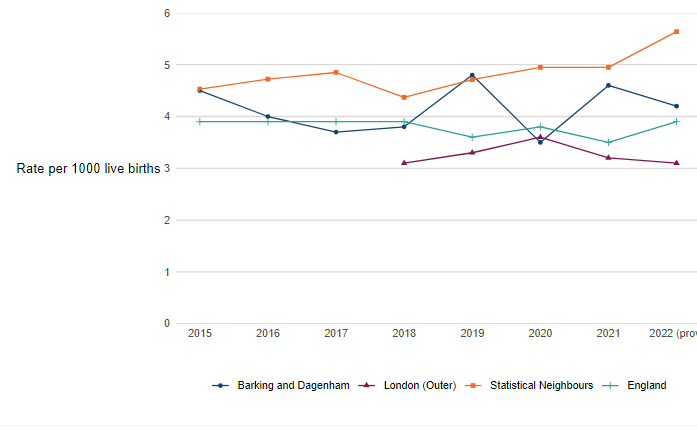 6
5
4
Rate per 1000 live births 3
2
1
0
2015 2016 2017 2018 2019 2020 2021 2022 (prov
Barking and Dagenham London (Outer) Statistical Neighbours England